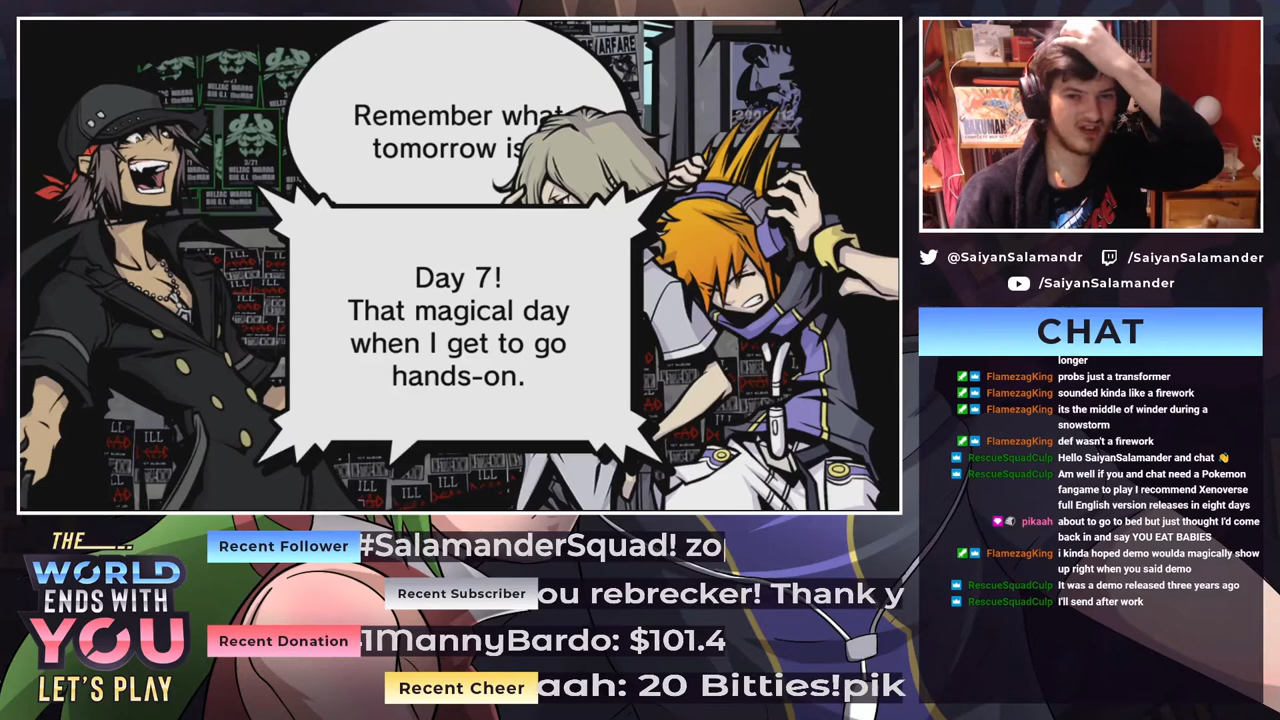 Remember what
tomorrow is
Day 7!
That magical day
when I get to go
hands-on.
ARFARE
3/21
ILL
BAKUMAN
@SaiyanSalamandr
/SaiyanSalamander
/SaiyanSalamander
CHAT
longer
FlamezagKing probs just a transformer
FlamezagKing sounded kinda like a firework
FlamezagKing its the middle of winder during a
snowstorm
FlamezagKing def wasn't a firework
RescueSquadCulp Hello SaiyanSalamander and chat 👋
RescueSquadCulp Am well if you and chat need a Pokemon
fangame to play I recommend Xenoverse
full English version releases in eight days
pikaah about to go to bed but just thought I'd come
back in and say YOU EAT BABIES
FlamezagKing i kinda hoped demo woulda magically show
up right when you said demo
RescueSquadCulp It was a demo released three years ago
RescueSquadCulp I'll send after work
THE
WORLD
ENDS WITH
YOU
LET'S PLAY
Recent Follower #SalamanderSquad! zo
Recent Subscriber ou rebrecker! Thank y
Recent Donation 1MannyBardo: $101.4
Recent Cheer aah: 20 Bitties!pik